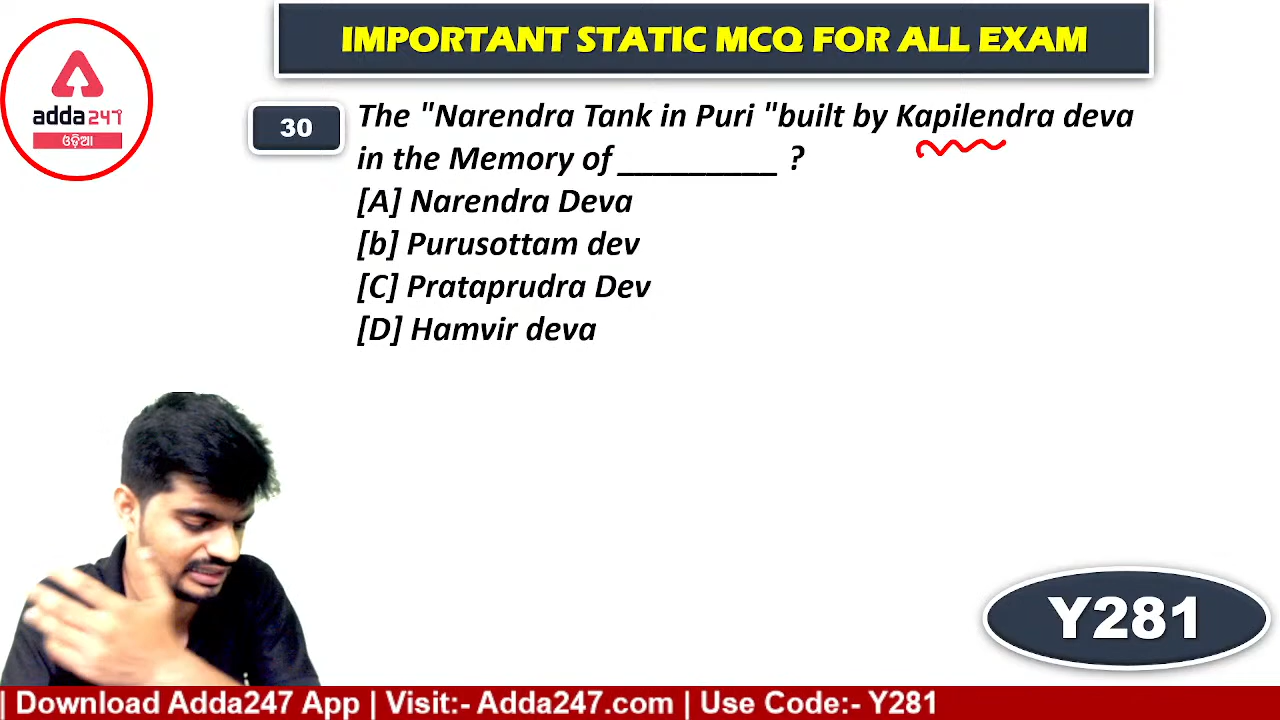 IMPORTANT STATIC MCQ FOR ALL EXAM
adda247
ଓଡ଼ିଆ
30
The "Narendra Tank in Puri "built by Kapilendra deva
in the Memory of _________ ?
[A] Narendra Deva
[b] Purusottam dev
[C] Prataprudra Dev
[D] Hamvir deva
Y281
| Download Adda247 App | Visit:- Adda247.com | Use Code:- Y281